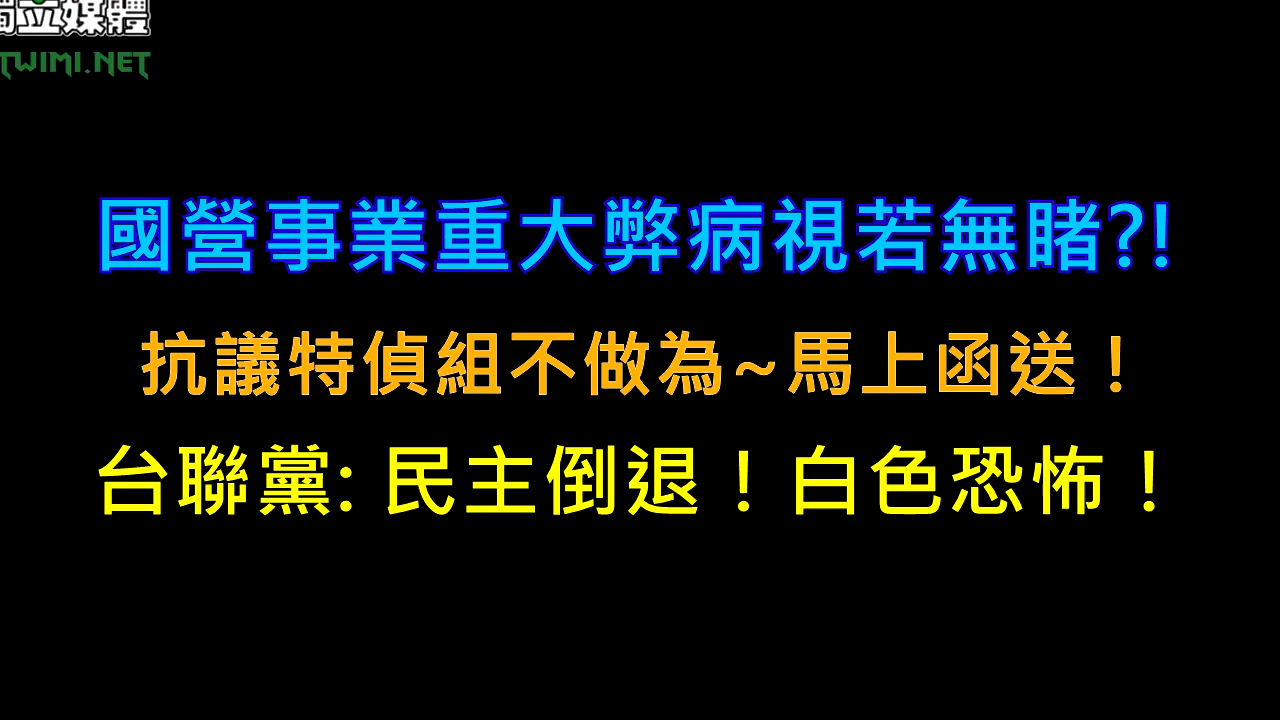 獨立媒體
TWIMI.NET
國營事業重大弊病視若無睹?!
抗議特偵組不做為~馬上函送！
台聯黨: 民主倒退！白色恐怖！